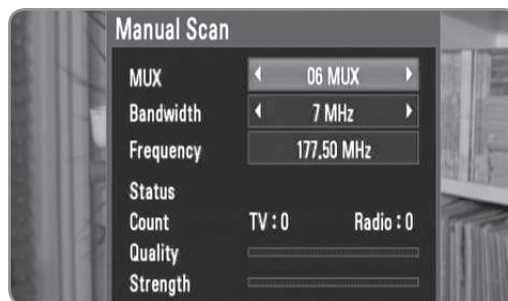 Manual Scan
MUX 06 MUX
Bandwidth 7 MHz
Frequency 177.50 MHz
Status
Count TV : 0 Radio : 0
Quality
Strength